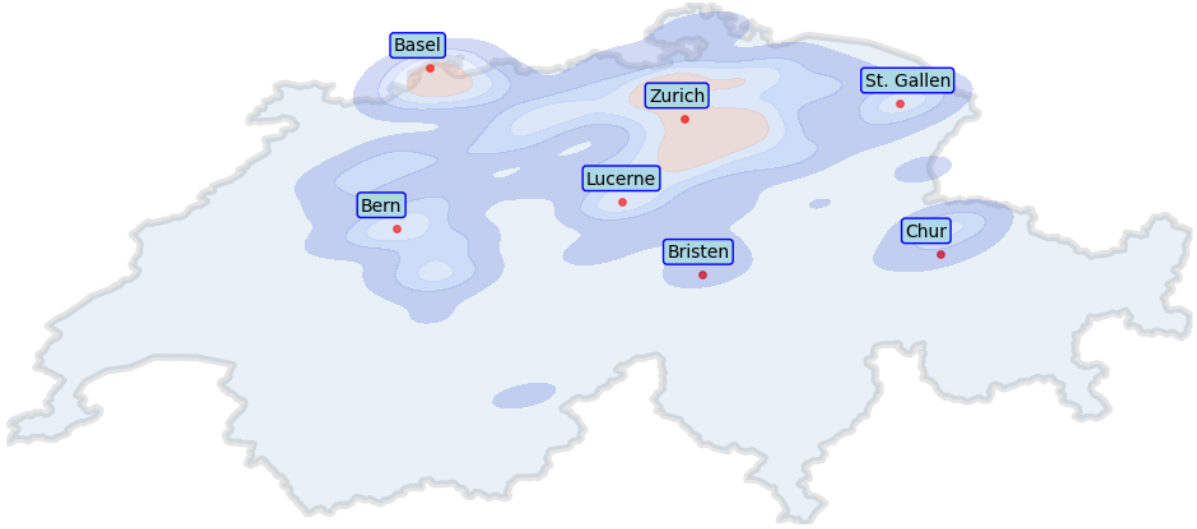 Basel
St. Gallen
Zurich
Lucerne
Bern
Chur
Bristen